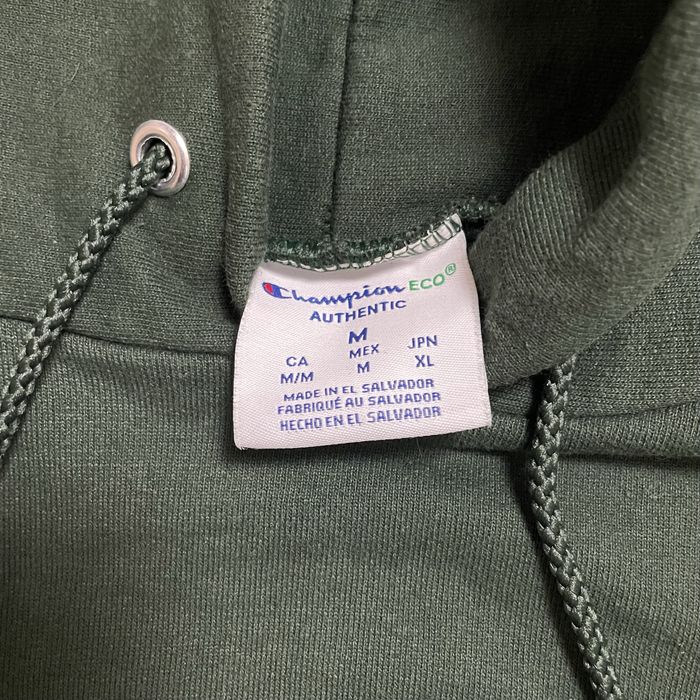 Champion ECO®
AUTHENTIC
M
CA MEX JPN
M/M M XL
MADE IN EL SALVADOR
FABRIQUÉ AU SALVADOR
HECHO EN EL SALVADOR